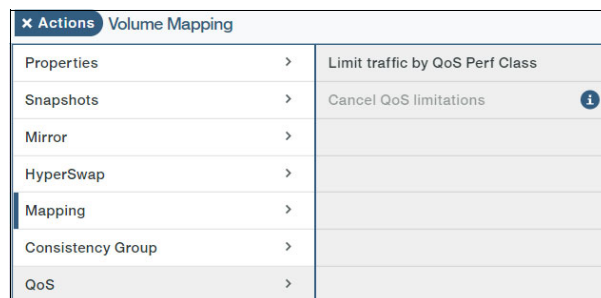 × Actions Volume Mapping
Properties > Limit traffic by QoS Perf Class
Snapshots > Cancel QoS limitations i
Mirror >
HyperSwap >
Mapping >
Consistency Group >
QoS >